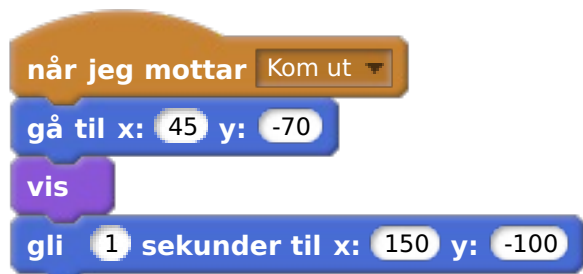 når jeg mottar Kom ut
gå til x: 45 y: -70
vis
gli 1 sekunder til x: 150 y: -100